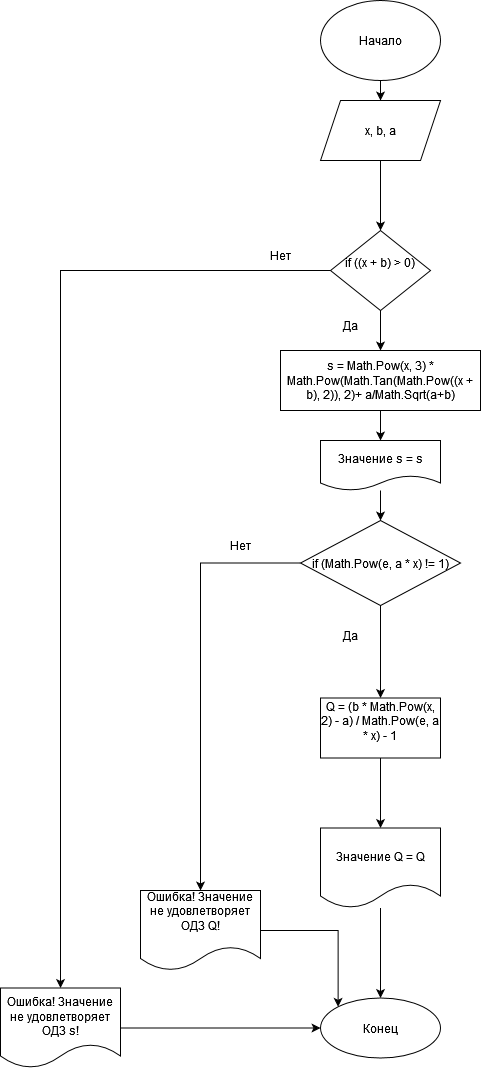 Начало
x, b, a
if ((x + b) > 0)
Нет
Да
s = Math.Pow(x, 3) *
Math.Pow(Math.Tan(Math.Pow((x +
b), 2)), 2)+ a/Math.Sqrt(a+b)
Значение s = s
if (Math.Pow(e, a * x) != 1)
Нет
Да
Q = (b * Math.Pow(x,
2) - a) / Math.Pow(e, a
* x) - 1
Значение Q = Q
Ошибка! Значение
не удовлетворяет
ОДЗ Q!
Ошибка! Значение
не удовлетворяет
ОДЗ s!
Конец